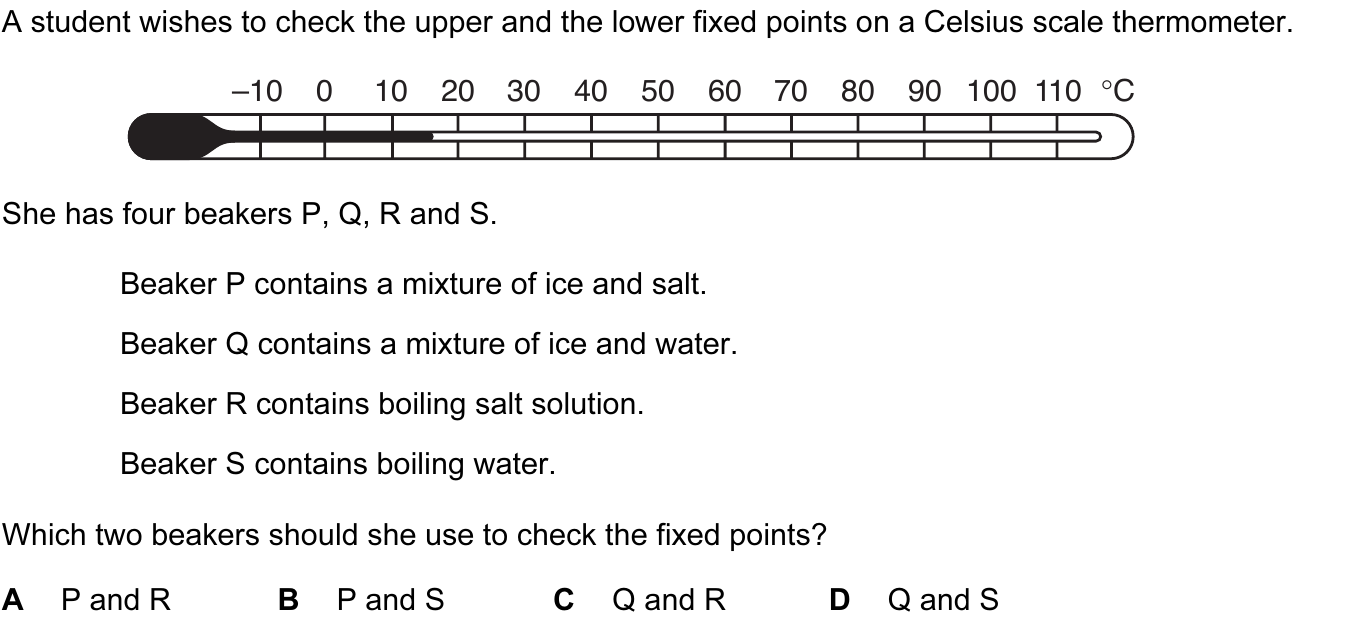 A student wishes to check the upper and the lower fixed points on a Celsius scale thermometer.
–10 0 10 20 30 40 50 60 70 80 90 100 110 °C
She has four beakers P, Q, R and S.
Beaker P contains a mixture of ice and salt.
Beaker Q contains a mixture of ice and water.
Beaker R contains boiling salt solution.
Beaker S contains boiling water.
Which two beakers should she use to check the fixed points?
A P and R B P and S C Q and R D Q and S